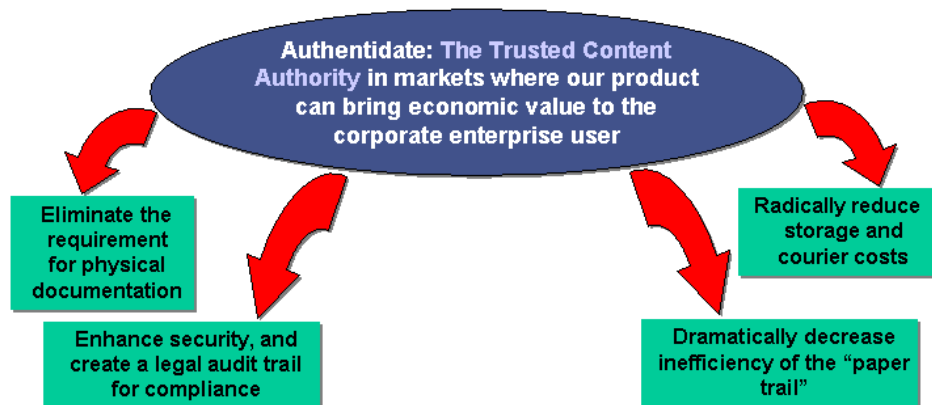 Authentidate: The Trusted Content
Authority in markets where our product
can bring economic value to the
corporate enterprise user
Eliminate the
requirement
for physical
documentation
Enhance security, and
create a legal audit trail
for compliance
Dramatically decrease
inefficiency of the “paper
trail”
Radically reduce
storage and
courier costs